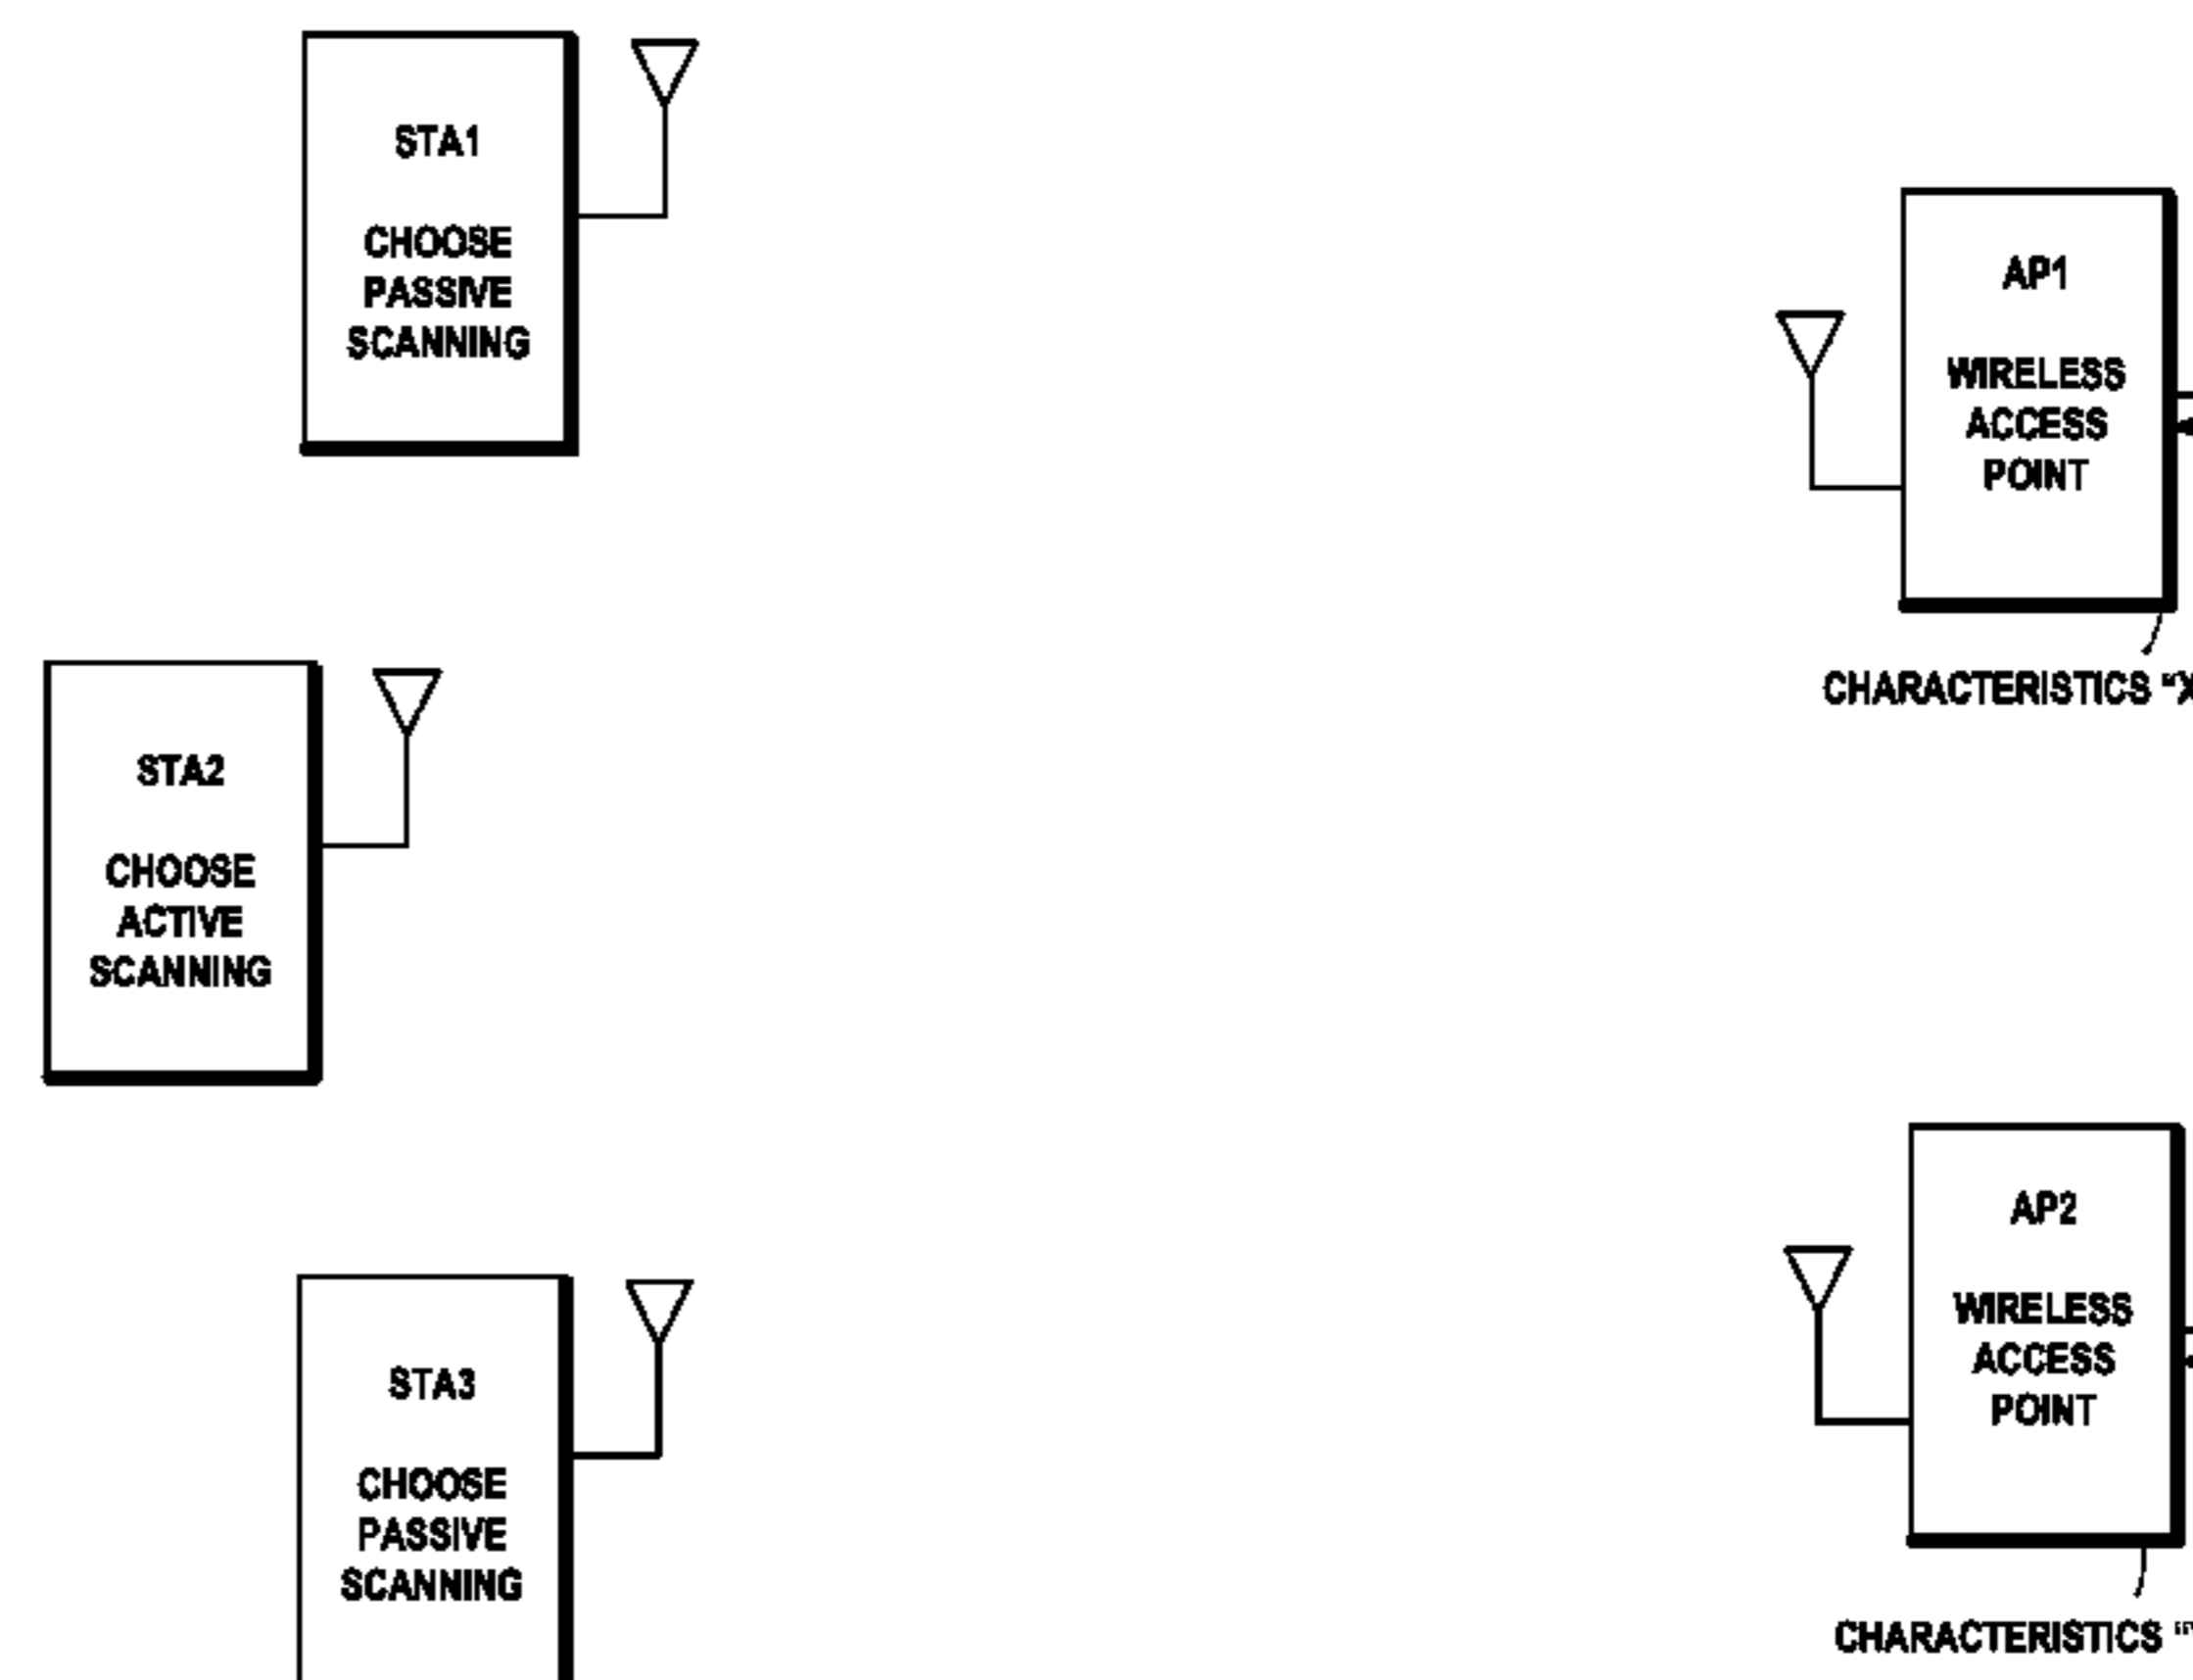 STA1
CHOOSE
PASSIVE
SCANNING
AP1
WIRELESS
ACCESS
POINT
CHARACTERISTICS “X
STA2
CHOOSE
ACTIVE
SCANNING
AP2
WIRELESS
ACCESS
POINT
CHARACTERISTICS
STA3
CHOOSE
PASSIVE
SCANNING